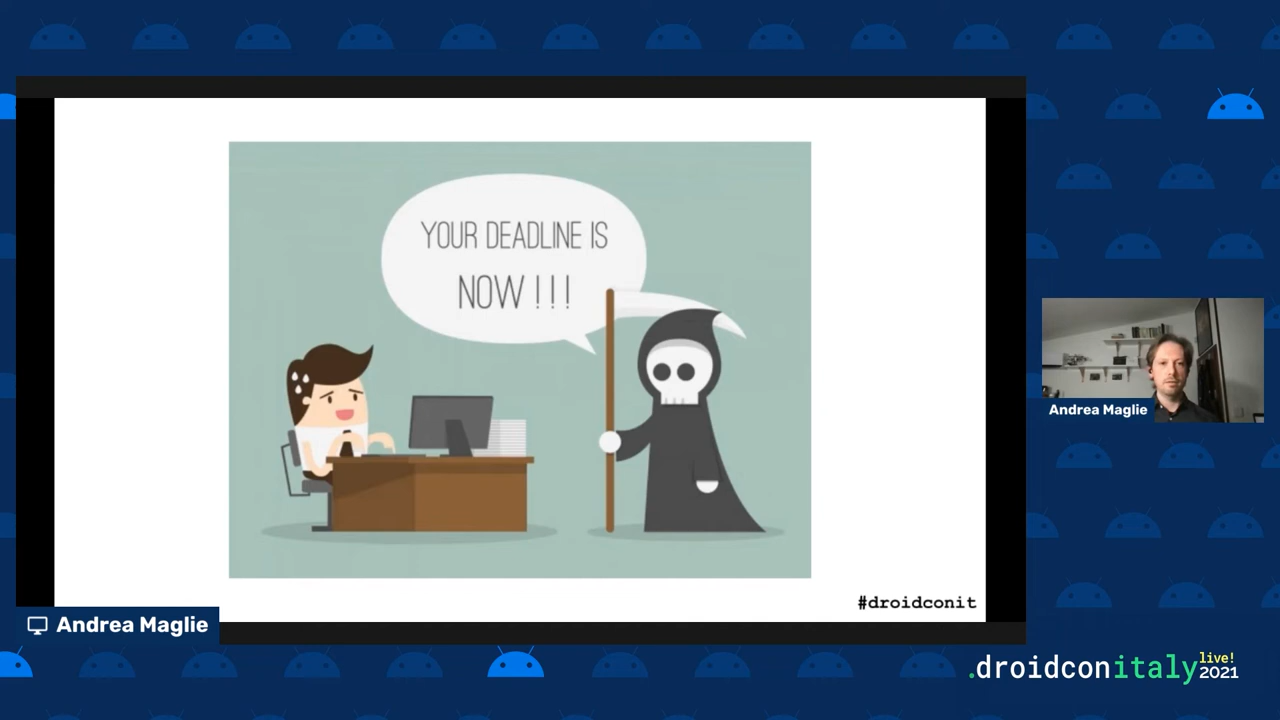 YOUR DEADLINE IS
NOW !!!
Andrea Maglie
#droidconit
Andrea Maglie
.droidconitaly live! 2021